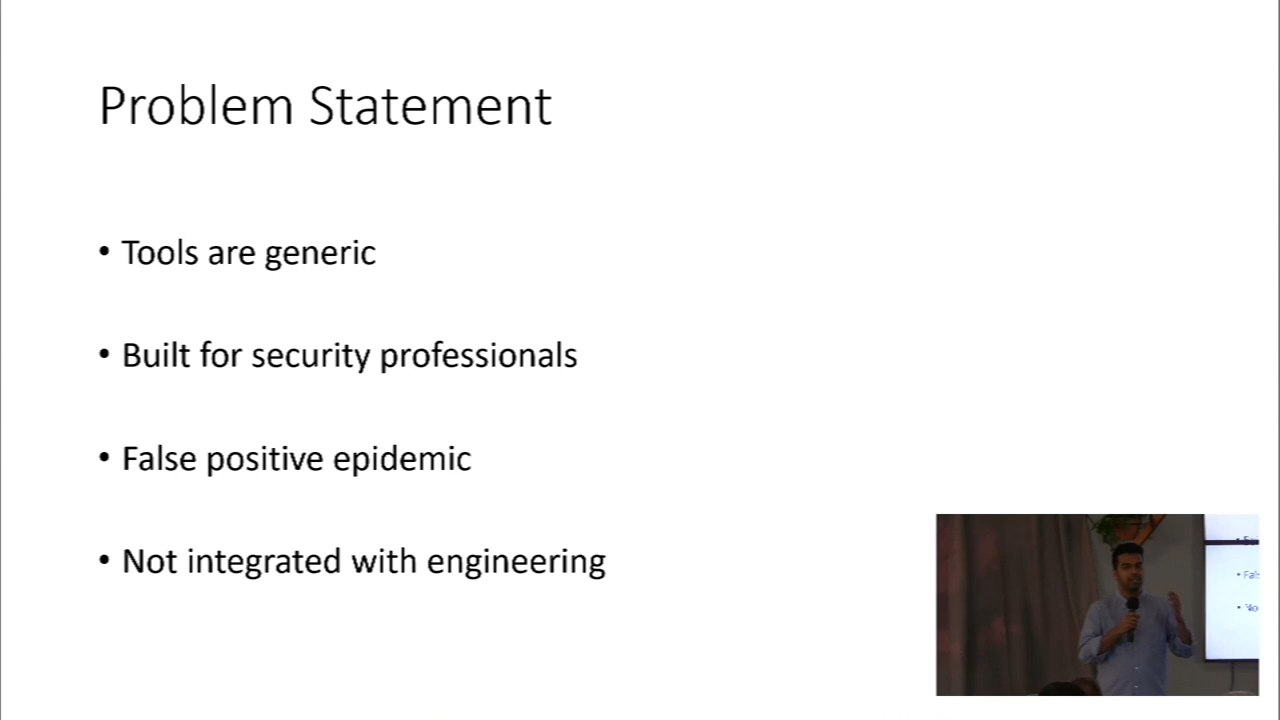 Problem Statement
• Tools are generic
• Built for security professionals
• False positive epidemic
• Not integrated with engineering